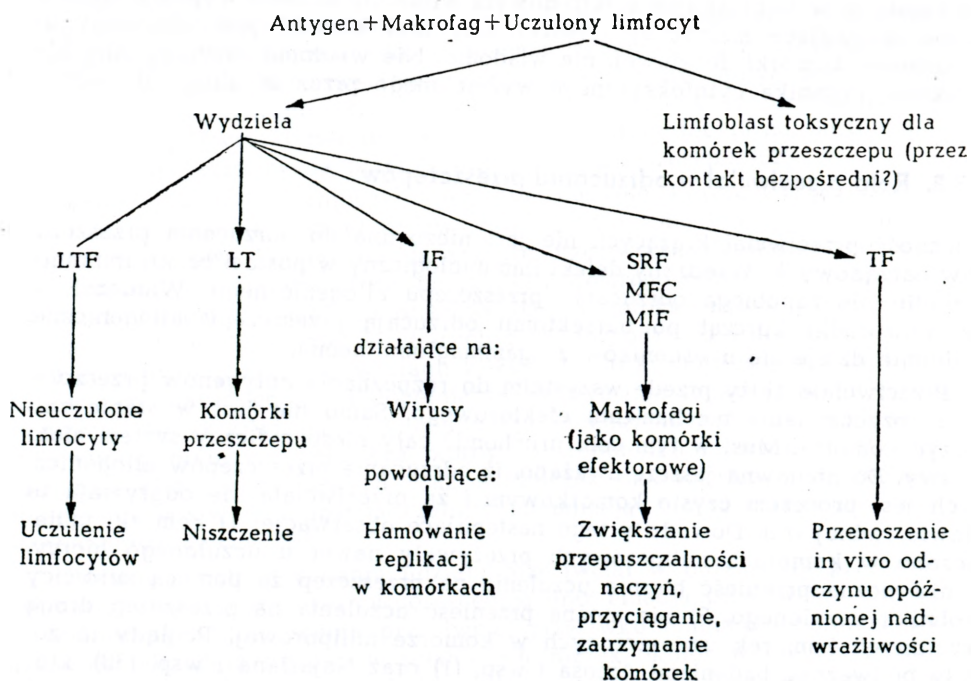 Antygen+Makrofag+Uczulony limfocyt
Wydziela
Limfoblast toksyczny dla
komórek przeszczepu (przez
kontakt bezpośredni?)
LTF
LT
IF
SRF
MFC
MIF
TF
działające na:
Nieuczulone
limfocyty
Komórki
przeszczepu
Wirusy
Makrofagi
(jako komórki
efektorowe)
powodujące:
Uczulenie
limfocytów
Niszczenie
Hamowanie
replikacji
w komórkach
Zwiększanie
przepuszczalności
naczyń,
przyciąganie,
zatrzymanie
komórek
Przenoszenie
in vivo od-
czynu opóź-
nionej nad-
wrażliwości